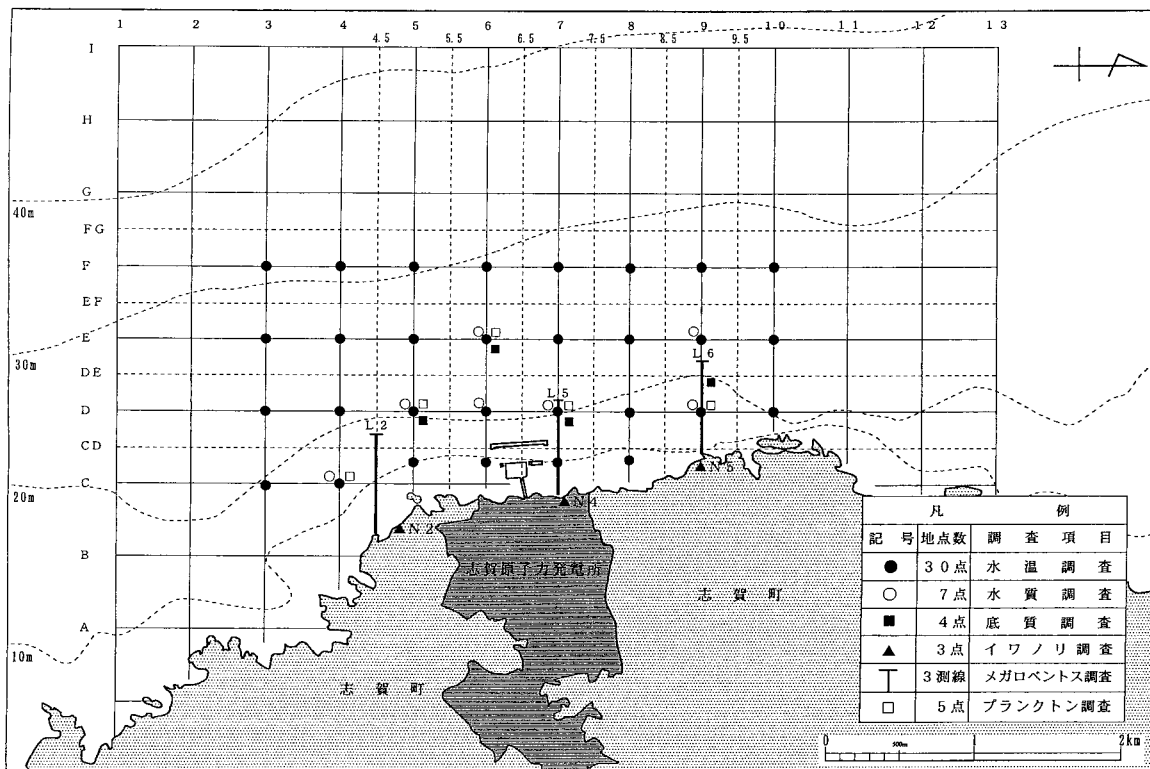 1 2 3 4 5 6 7 8 9 10 11 12 13
4.5 5.5 6.5 7.5 8.5 9.5
I
H
G
40m
FG
F
EF
E
30m
DE
L6
D
L5
L2
CD
N5
C
20m
N4
N2
B
志賀原子力発電所
志賀町
A
10m
志賀町
凡例
記号 地点数 調査項目
● 30点 水温調査
○ 7点 水質調査
■ 4点 底質調査
▲ 3点 イワノリ調査
3測線 メガロベントス調査
□ 5点 プランクトン調査
0 500m 1 2km